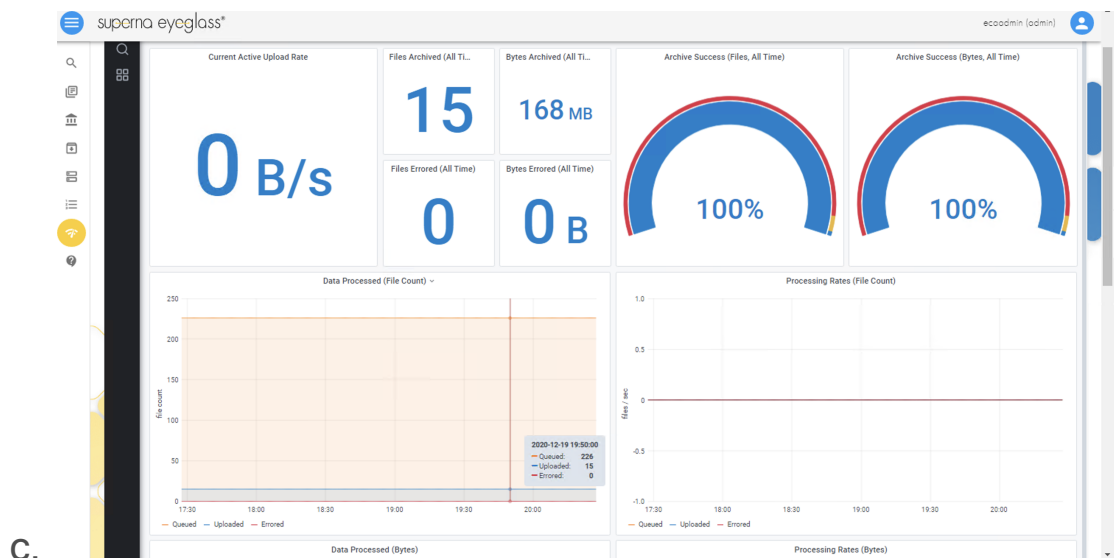 superna eyeglass®
ecaadmin (admin)
Current Active Upload Rate
0 B/s
Files Archived (All Ti...
15
Bytes Archived (All Ti...
168 MB
Files Errored (All Time)
0
Bytes Errored (All Time)
0 B
Archive Success (Files, All Time)
100%
Archive Success (Bytes, All Time)
100%
Data Processed (File Count)
250
200
150
100
50
0
file count
17:30 18:00 18:30 19:00 19:30 20:00
2020-12-19 19:50:00
Queued: 226
Uploaded: 15
Errored: 0
Queued Uploaded Errored
Processing Rates (File Count)
1.0
0.5
0
-0.5
-1.0
files / sec
17:30 18:00 18:30 19:00 19:30 20:00
Queued Uploaded Errored
Data Processed (Bytes)
Processing Rates (Bytes)
C.